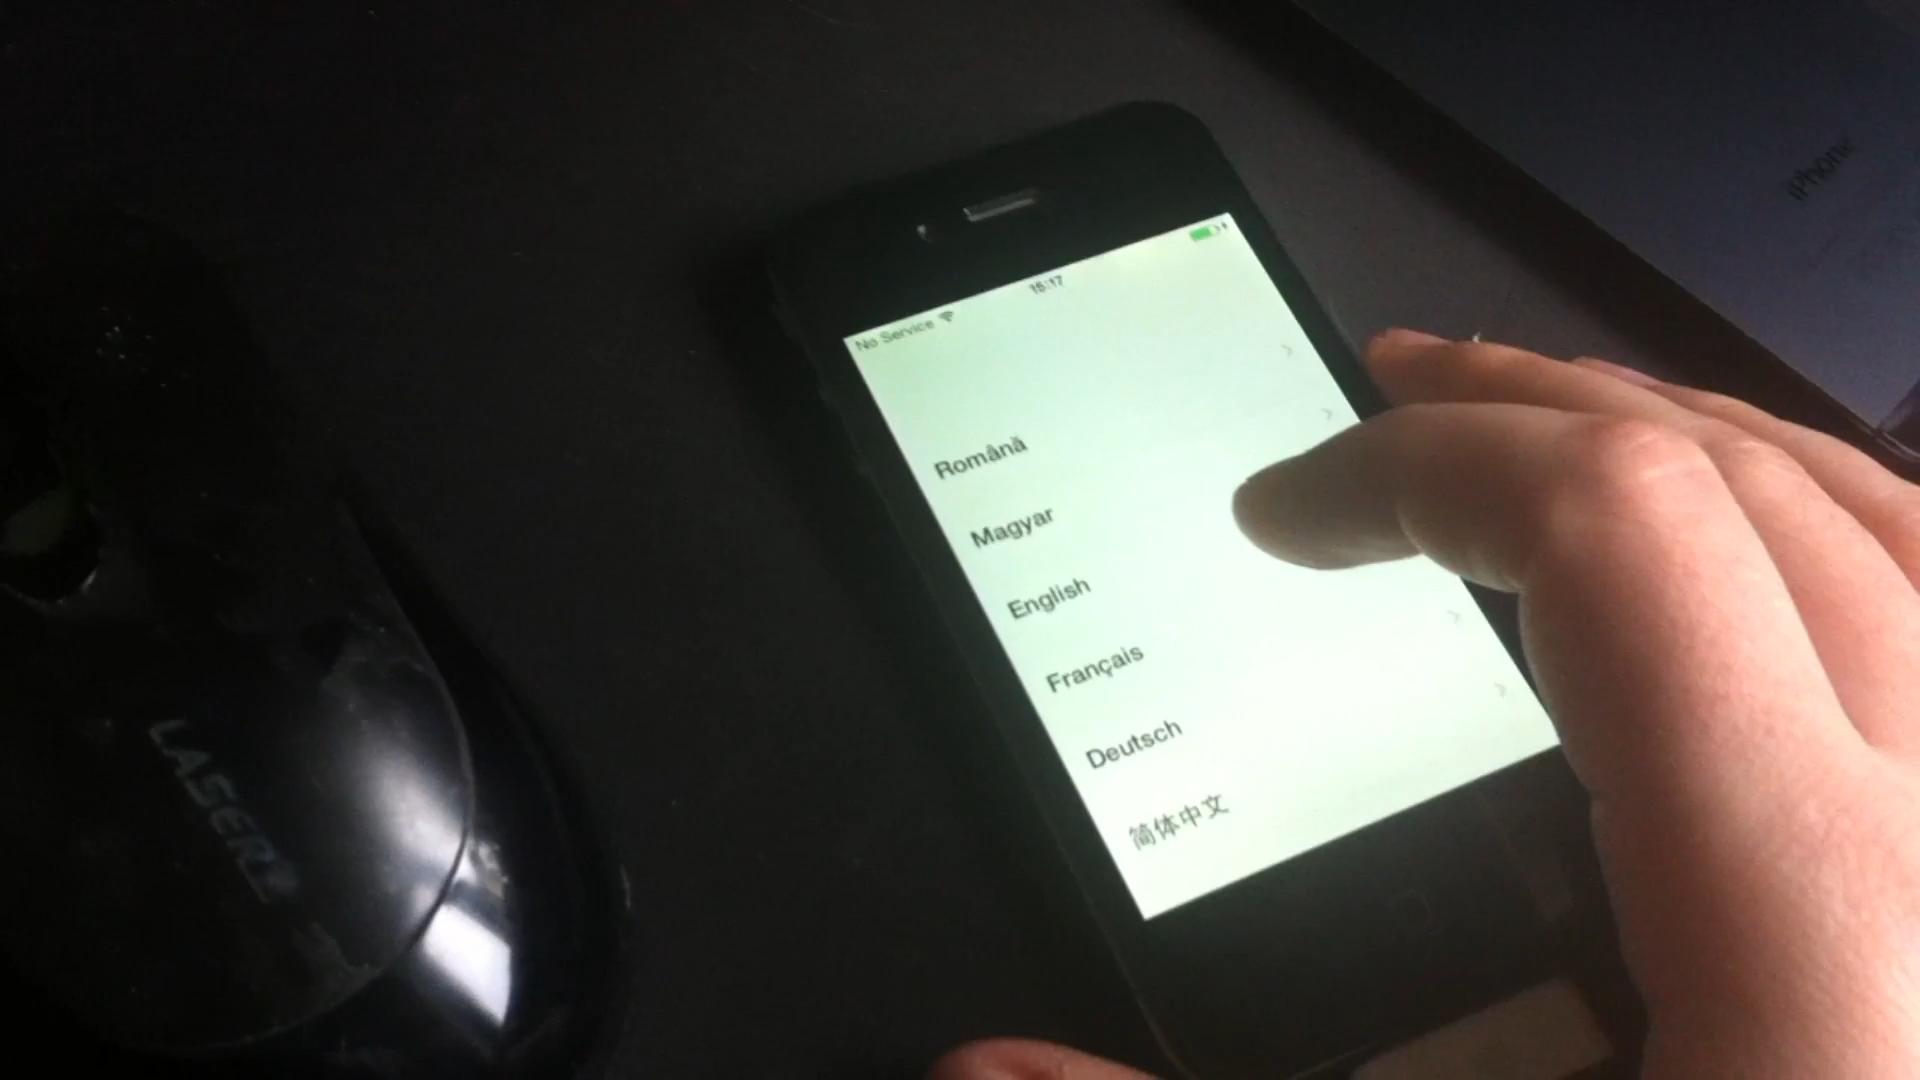 No Service
15:17
Română
Magyar
English
Français
Deutsch
简体中文
LASER
iPhone